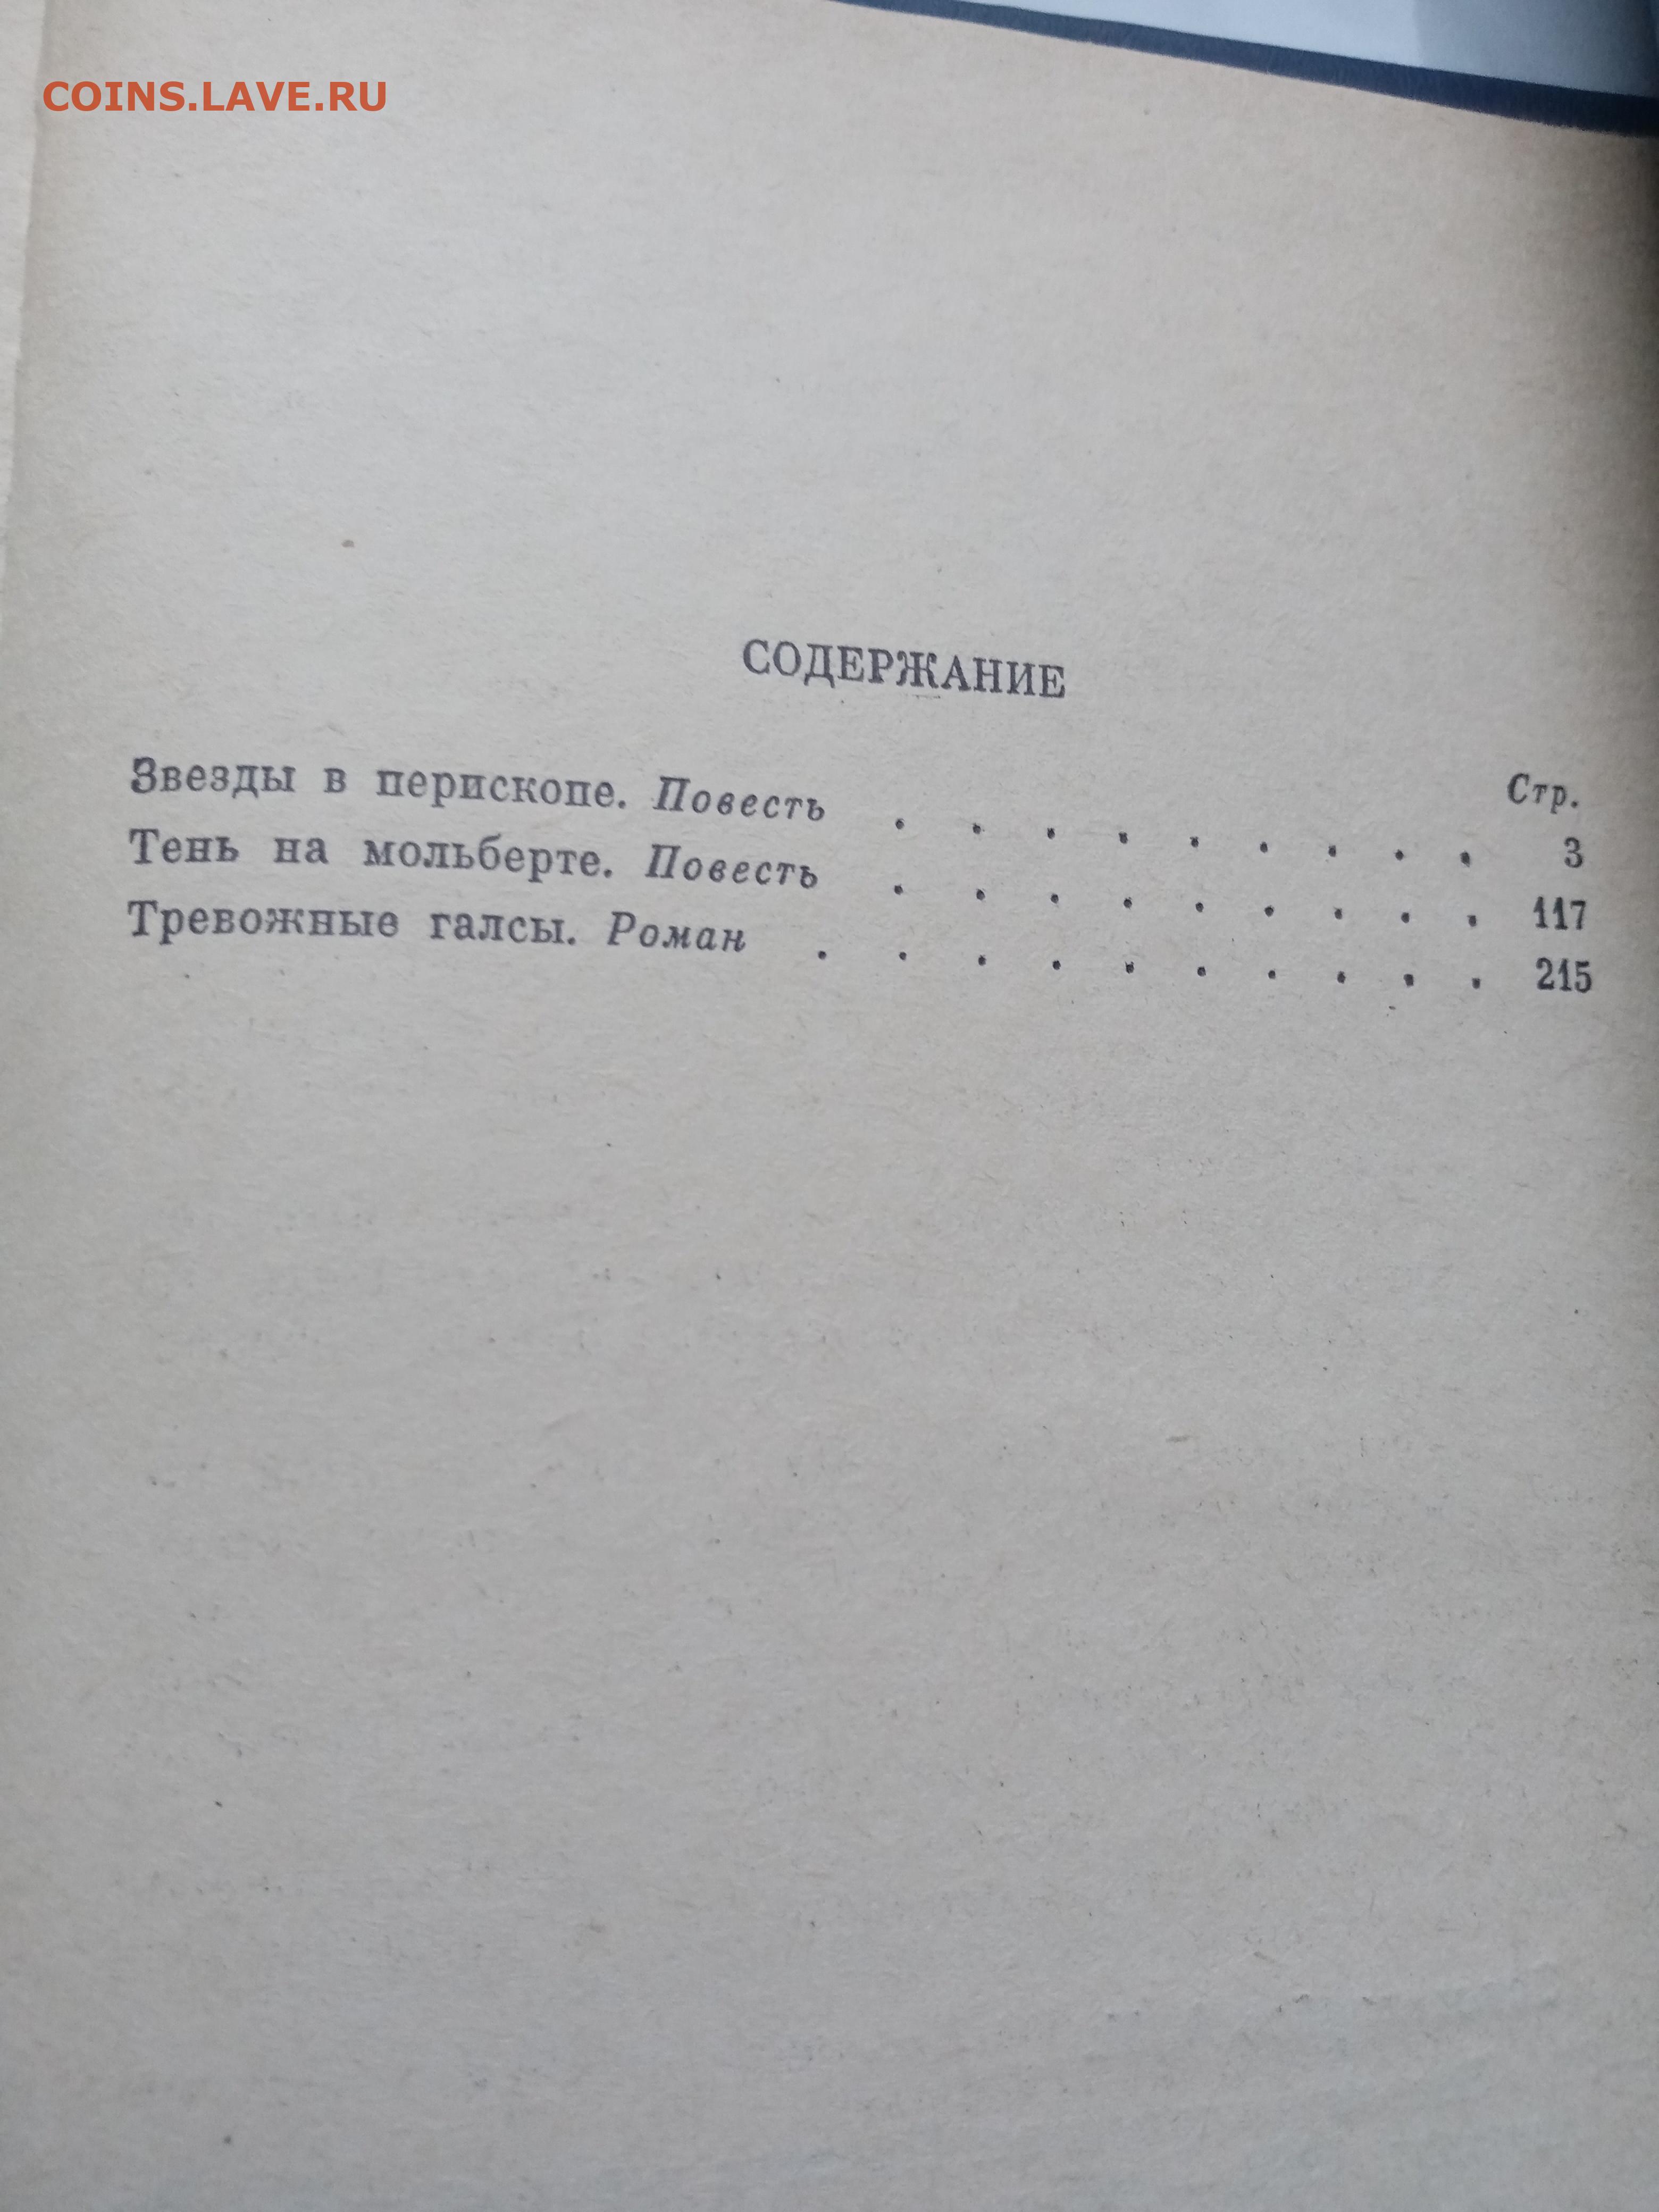 COINS.LAVE.RU
СОДЕРЖАНИЕ
Стр.
Звезды в перископе. Повесть . . . . . . . . . 3
Тень на мольберте. Повесть . . . . . . . . . 117
Тревожные галсы. Роман . . . . . . . . . . 215